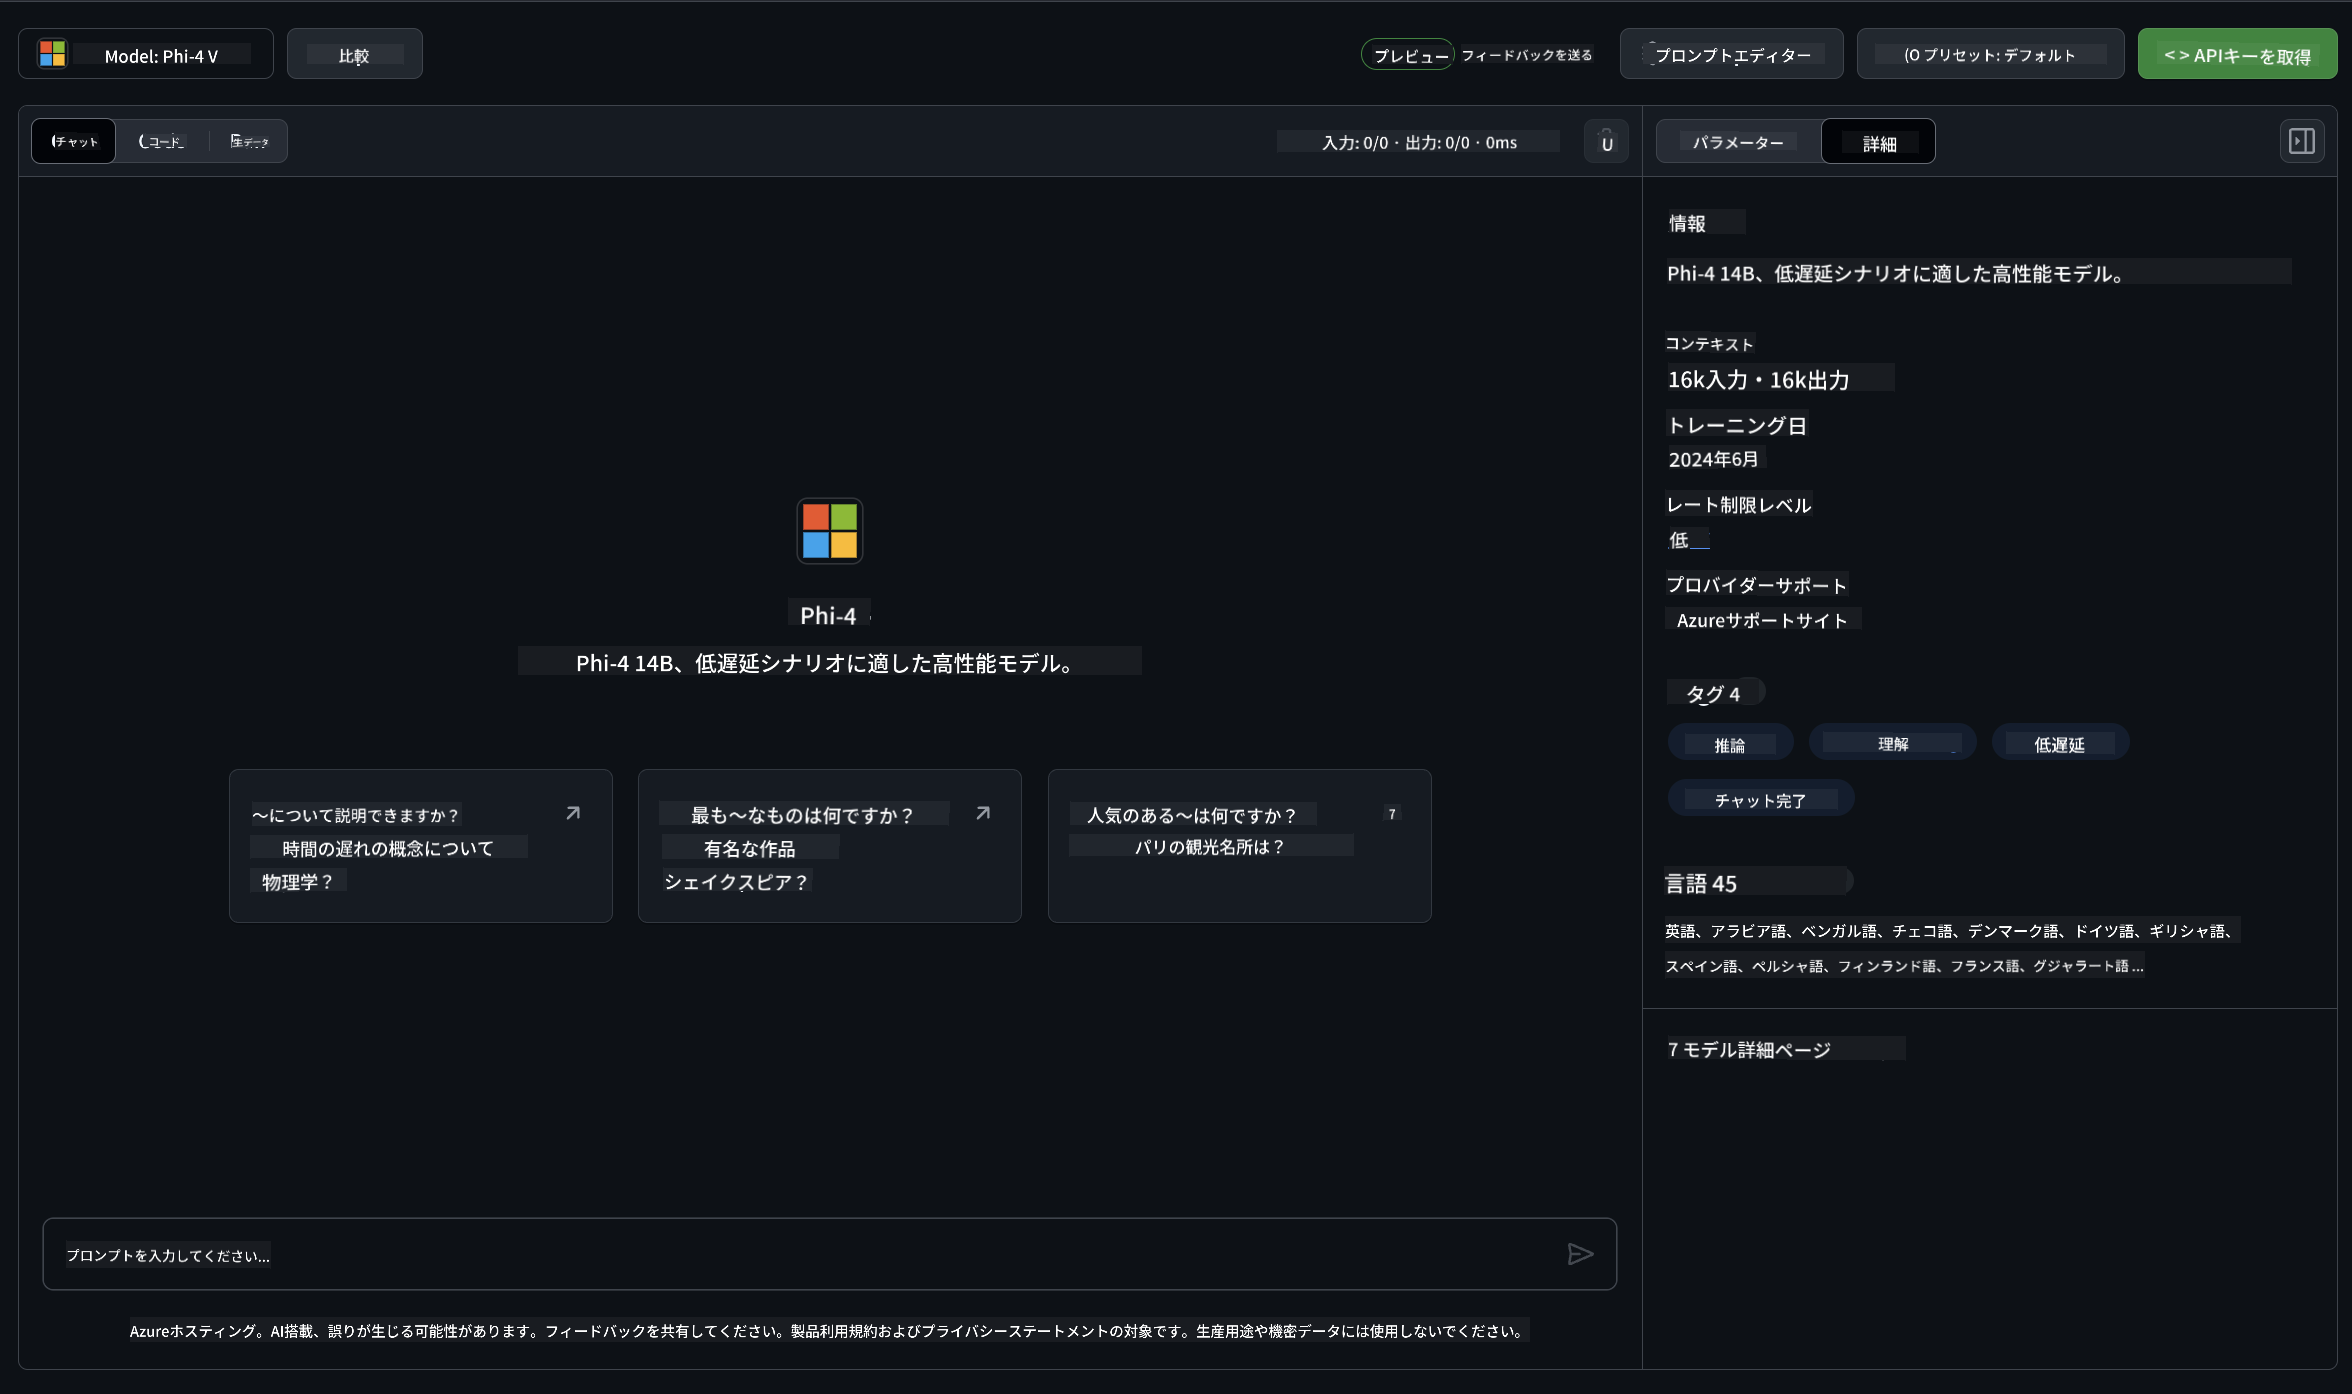 Model: Phi-4 V
比較
プレビュー
フィードバックを送る
プロンプトエディター
(O プリセット: デフォルト
< > APIキーを取得
チャット
コード
データ
入力: 0/0 · 出力: 0/0 · 0ms
U
パラメーター
詳細
Phi-4
Phi-4 14B、低遅延シナリオに適した高性能モデル。
〜について説明できますか？
時間の遅れの概念について
物理学？
最も〜なものは何ですか？
有名な作品
シェイクスピア？
人気のある〜は何ですか？
7
パリの観光名所は？
プロンプトを入力してください...
Azureホスティング。AI搭載、誤りが生じる可能性があります。フィードバックを共有してください。製品利用規約およびプライバシーステートメントの対象です。生産用途や機密データには使用しないでください。
情報
Phi-4 14B、低遅延シナリオに適した高性能モデル。
コンテキスト
16k入力・16k出力
トレーニング日
2024年6月
レート制限レベル
低
プロバイダーサポート
Azureサポートサイト
タグ 4
推論
理解
低遅延
チャット完了
言語 45
英語、アラビア語、ベンガル語、チェコ語、デンマーク語、ドイツ語、ギリシャ語、
スペイン語、ペルシャ語、フィンランド語、フランス語、グジャラート語 ...
7 モデル詳細ページ